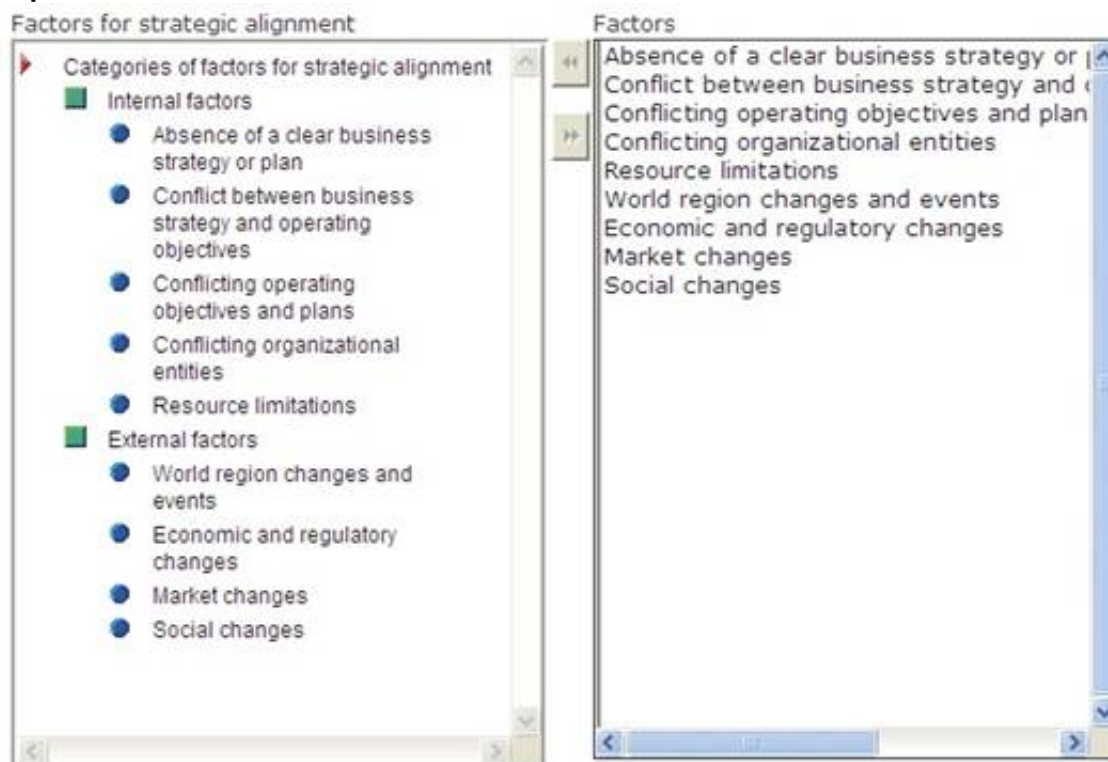 Factors for strategic alignment
Categories of factors for strategic alignment
Internal factors
Absence of a clear business
strategy or plan
Conflict between business
strategy and operating
objectives
Conflicting operating
objectives and plans
Conflicting organizational
entities
Resource limitations
External factors
World region changes and
events
Economic and regulatory
changes
Market changes
Social changes
Factors
Absence of a clear business strategy or
Conflict between business strategy and
Conflicting operating objectives and plan
Conflicting organizational entities
Resource limitations
World region changes and events
Economic and regulatory changes
Market changes
Social changes